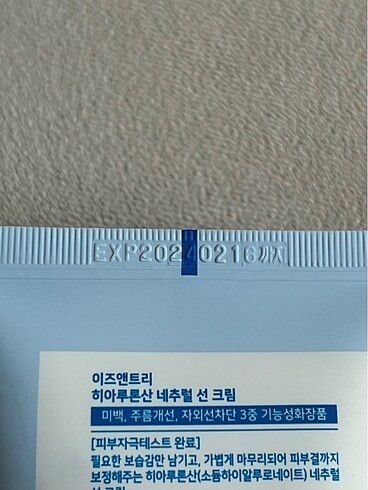 EXP20240216까지
이즈앤트리
히아루론산 네추럴 선 크림
미백, 주름개선, 자외선차단 3중 기능성화장품
[피부자극테스트 완료]
필요한 보습감만 남기고, 가볍게 마무리되어 피부결까지
보정해주는 히아루론산(소듐하이알루로네이트) 네추럴
선 크림